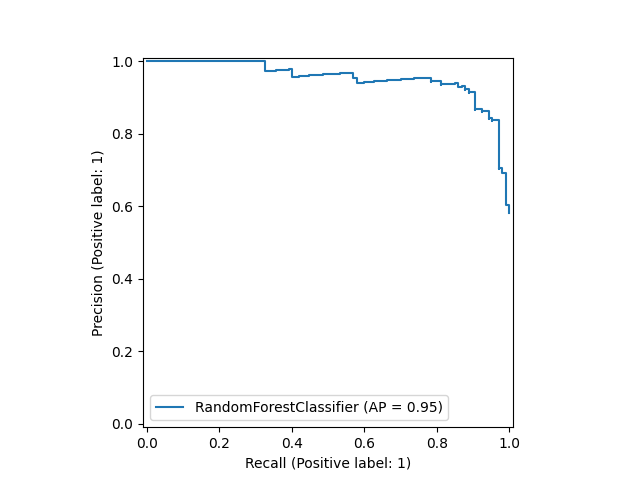 1.0
0.8
0.6
0.4
0.2
0.0
Precision (Positive label: 1)
RandomForestClassifier (AP = 0.95)
0.0 0.2 0.4 0.6 0.8 1.0
Recall (Positive label: 1)